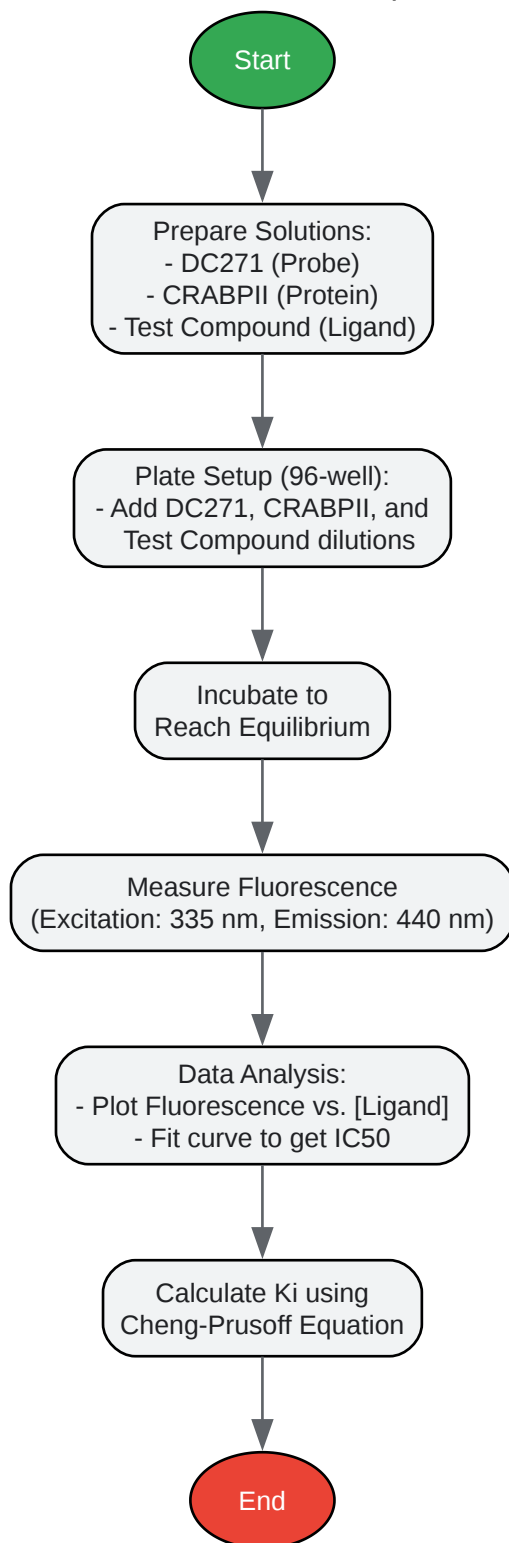 Start
Prepare Solutions:
- DC271 (Probe)
- CRABPII (Protein)
- Test Compound (Ligand)
Plate Setup (96-well):
- Add DC271, CRABPII, and
Test Compound dilutions
Incubate to
Reach Equilibrium
Measure Fluorescence
(Excitation: 335 nm, Emission: 440 nm)
Data Analysis:
- Plot Fluorescence vs. [Ligand]
- Fit curve to get IC50
Calculate Ki using
Cheng-Prusoff Equation
End